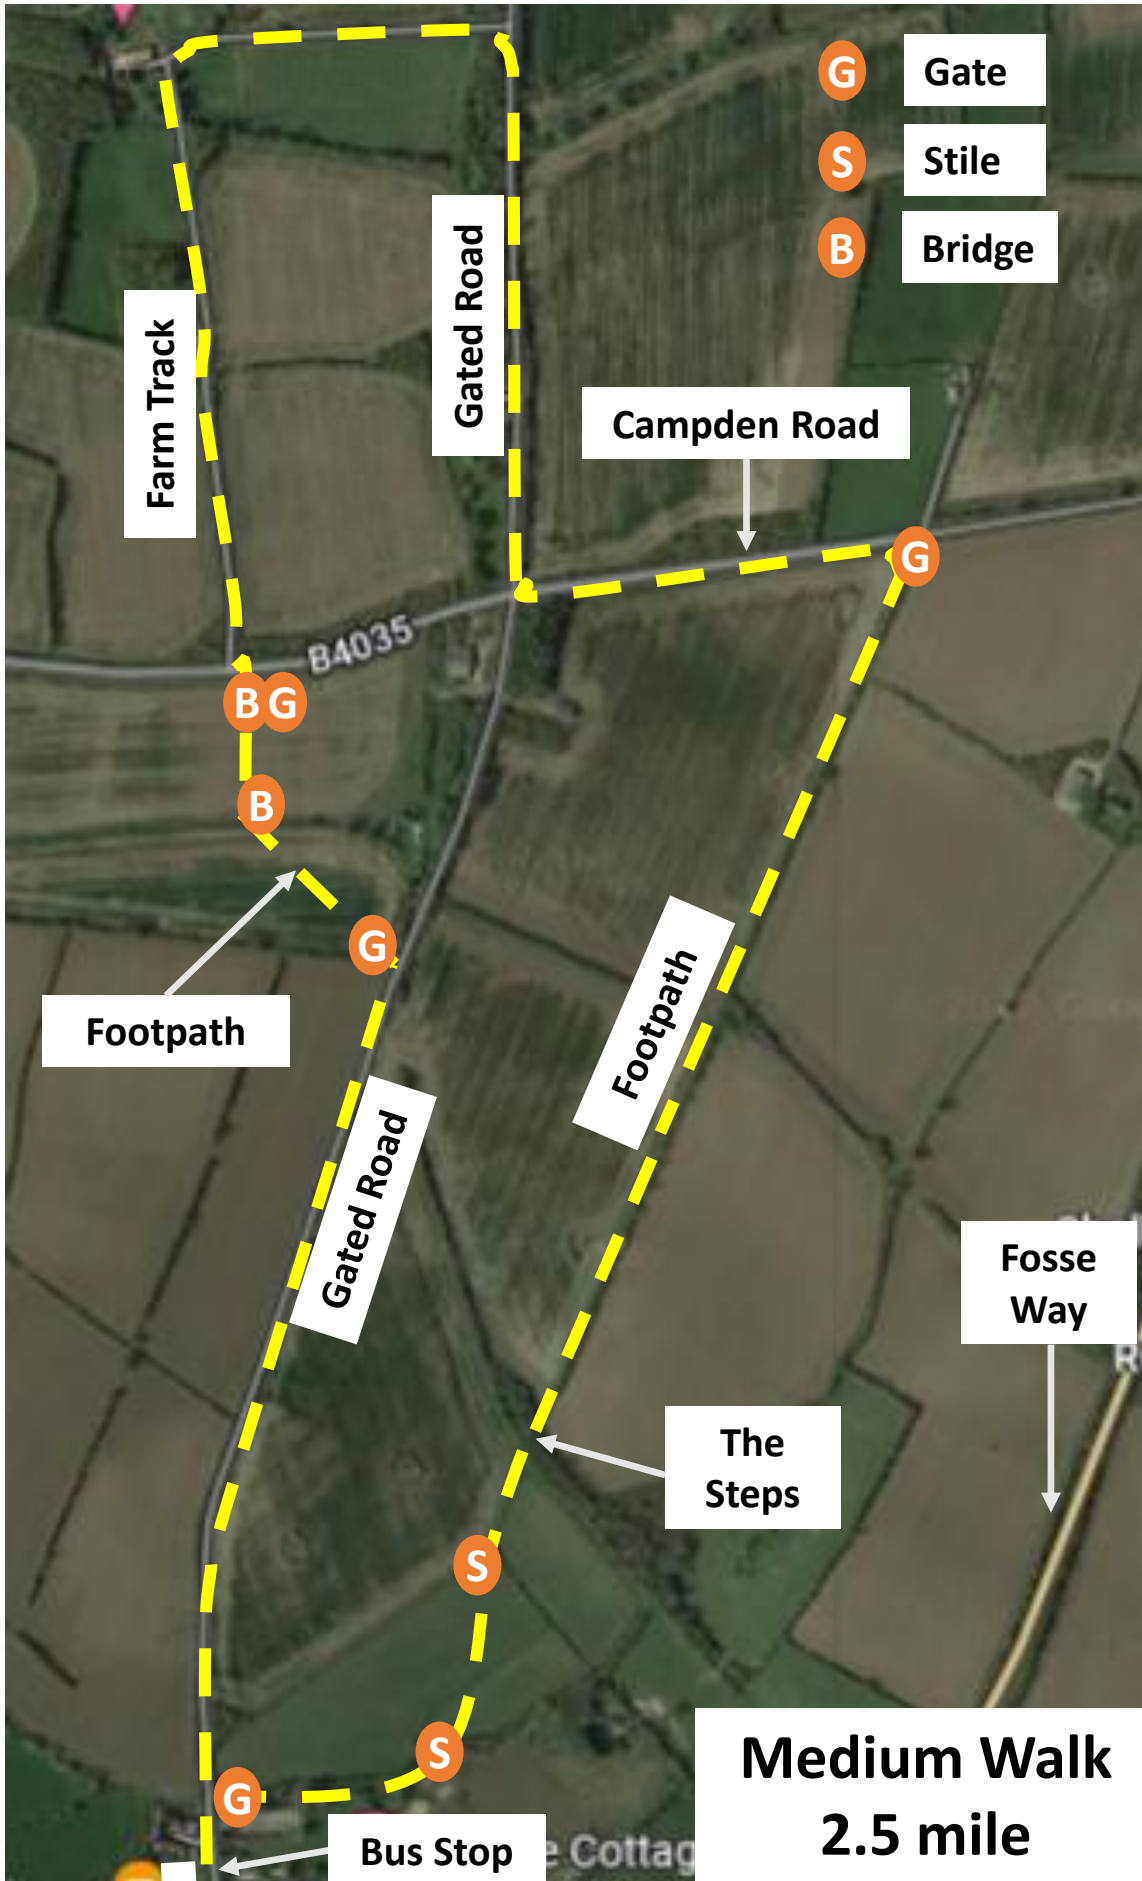 G Gate
S Stile
B Bridge
Gated Road
Farm Track
Campden Road
G
B4035
B G
B
G
Footpath
Footpath
Gated Road
Fosse
Way
R
The
Steps
S
S
G
Medium Walk
2.5 mile
Bus Stop
e Cottag